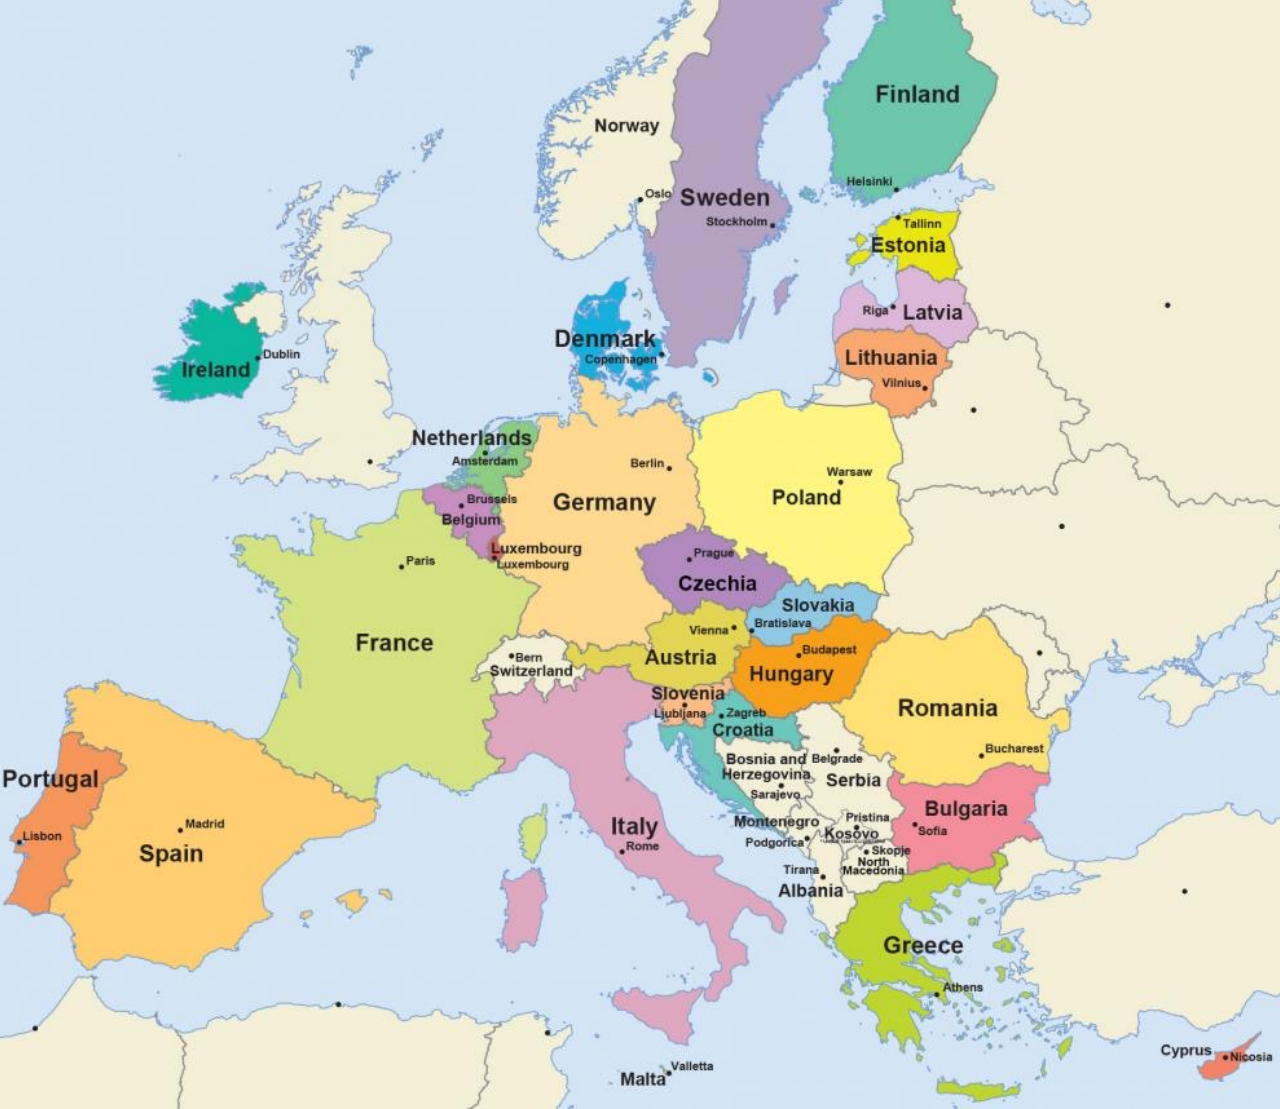 Finland
Norway
Helsinki
Oslo
Sweden
Stockholm
Tallinn
Estonia
Riga
Latvia
Denmark
Copenhagen
Lithuania
Vilnius
Dublin
Ireland
Netherlands
Amsterdam
Berlin
Warsaw
Poland
Brussels
Belgium
Germany
Luxembourg
Luxembourg
Paris
Prague
Czechia
Slovakia
Bratislava
Vienna
France
Bern
Switzerland
Austria
Budapest
Hungary
Slovenia
Ljubljana
Zagreb
Croatia
Romania
Bucharest
Bosnia and
Herzegovina
Sarajevo
Belgrade
Serbia
Portugal
Lisbon
Madrid
Spain
Italy
Rome
Montenegro
Podgorica
Pristina
Kosovo
Bulgaria
Sofia
Skopje
North
Macedonia
Tirana
Albania
Greece
Athens
Valletta
Malta
Cyprus
Nicosia